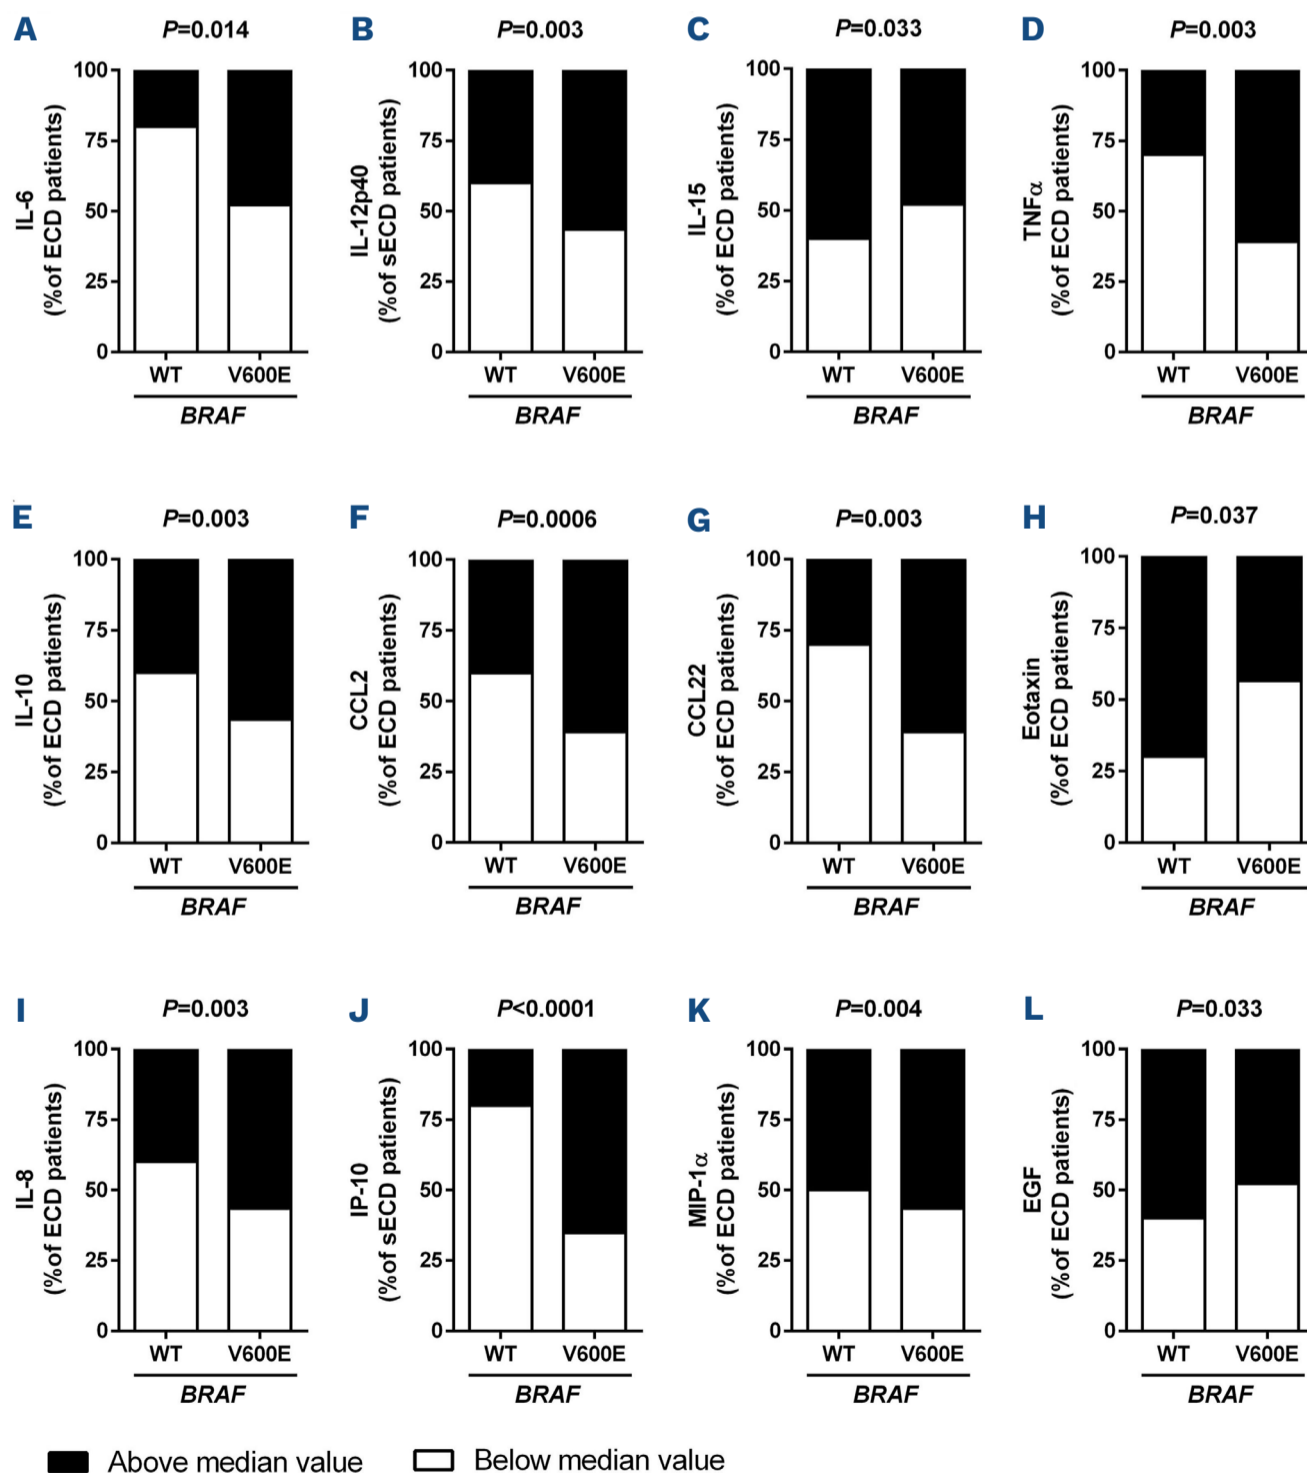 A P=0.014
100
75
50
25
0
IL-6
(%of ECD patients)
WT V600E
BRAF
B P=0.003
100
75
50
25
0
IL-12p40
(%of sECD patients)
WT V600E
BRAF
C P=0.033
100
75
50
25
0
IL-15
(%of ECD patients)
WT V600E
BRAF
D P=0.003
100
75
50
25
0
TNFα
(%of ECD patients)
WT V600E
BRAF
E P=0.003
100
75
50
25
0
IL-10
(%of ECD patients)
WT V600E
BRAF
F P=0.0006
100
75
50
25
0
CCL2
(%of ECD patients)
WT V600E
BRAF
G P=0.003
100
75
50
25
0
CCL22
(%of ECD patients)
WT V600E
BRAF
H P=0.037
100
75
50
25
0
Eotaxin
(%of ECD patients)
WT V600E
BRAF
I P=0.003
100
75
50
25
0
IL-8
(%of ECD patients)
WT V600E
BRAF
J P<0.0001
100
75
50
25
0
IP-10
(%of sECD patients)
WT V600E
BRAF
K P=0.004
100
75
50
25
0
MIP-1α
(%of ECD patients)
WT V600E
BRAF
L P=0.033
100
75
50
25
0
EGF
(%of ECD patients)
WT V600E
BRAF
Above median value Below median value